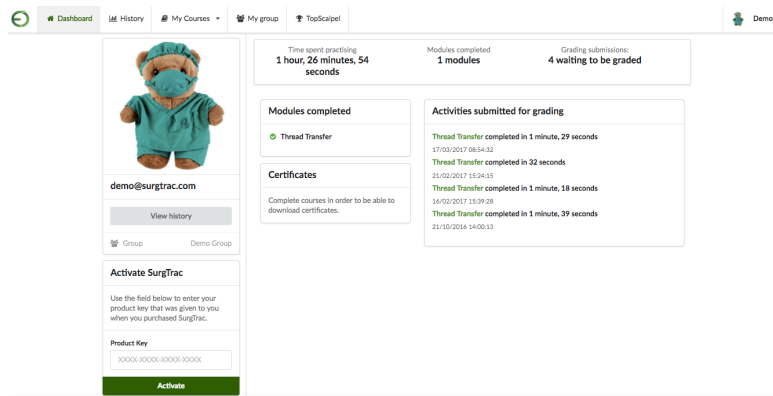 Dashboard
History
My Courses
My group
TopScalpel
Demo
Time spent practising
1 hour, 26 minutes, 54
seconds
Modules completed
1 modules
Grading submissions:
4 waiting to be graded
demo@surgtrac.com
View history
Group
Demo Group
Activate SurgTrac
Use the field below to enter your
product key that was given to you
when you purchased SurgTrac.
Product Key
XXXX-XXXX-XXXX-XXXX
Activate
Modules completed
Thread Transfer
Certificates
Complete courses in order to be able to
download certificates.
Activities submitted for grading
Thread Transfer completed in 1 minute, 29 seconds
17/03/2017 08:54:32
Thread Transfer completed in 32 seconds
21/02/2017 15:24:15
Thread Transfer completed in 1 minute, 18 seconds
16/02/2017 15:39:28
Thread Transfer completed in 1 minute, 39 seconds
21/10/2016 14:00:13